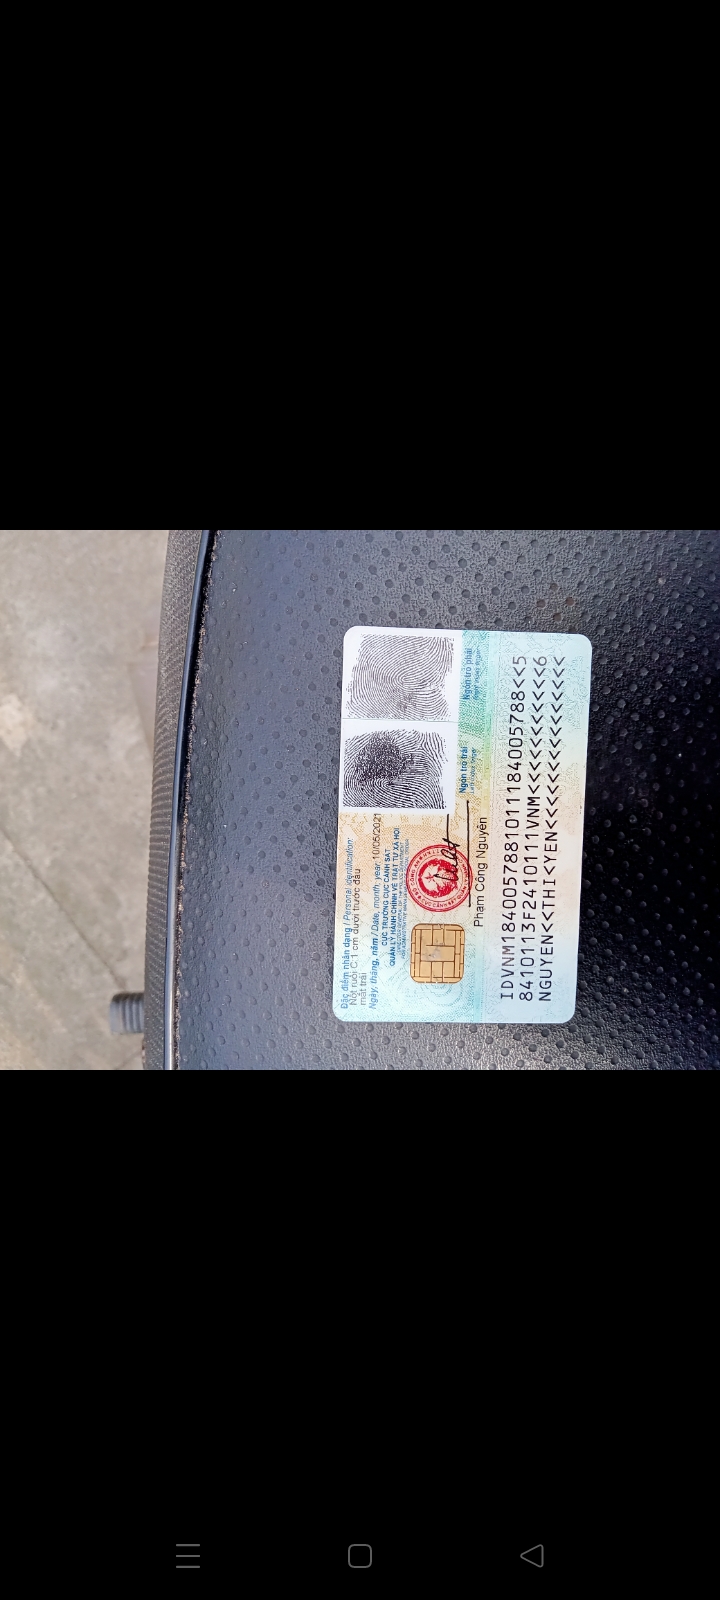 Đặc điểm nhân dạng / Personal identification:
Nốt ruồi C.1 cm dưới trước đầu
mắt trái
Ngày, tháng, năm / Date, month, year: 10/05/2021
CỤC TRƯỞNG CỤC CẢNH SÁT
QUẢN LÝ HÀNH CHÍNH VỀ TRẬT TỰ XÃ HỘI
Ngón trỏ trái
Ngón trỏ phải
Phạm Công Nguyên
IDVNM1840057881011184005788<<5
8410113F2410111VNM<<<<<<<<<<<6
NGUYEN<<THI<YEN<<<<<<<<<<<<<<<